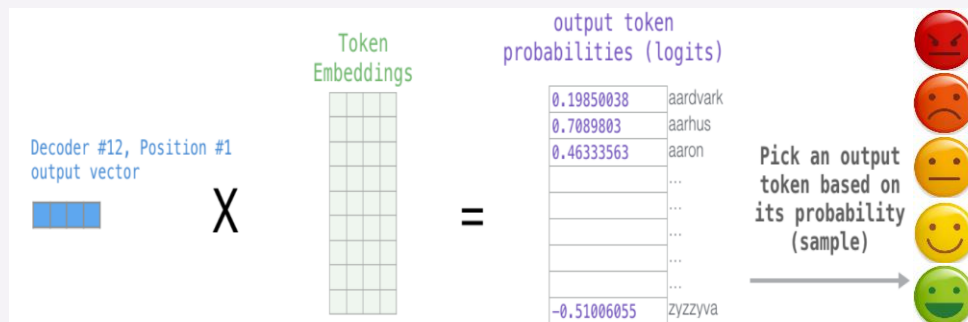 output token
probabilities (logits)
Token
Embeddings
Decoder #12, Position #1
output vector
X
=
0.19850038 aardvark
0.7089803 aarhus
0.46333563 aaron
...
...
...
...
...
-0.51006055 zyzzyva
Pick an output
token based on
its probability
(sample)